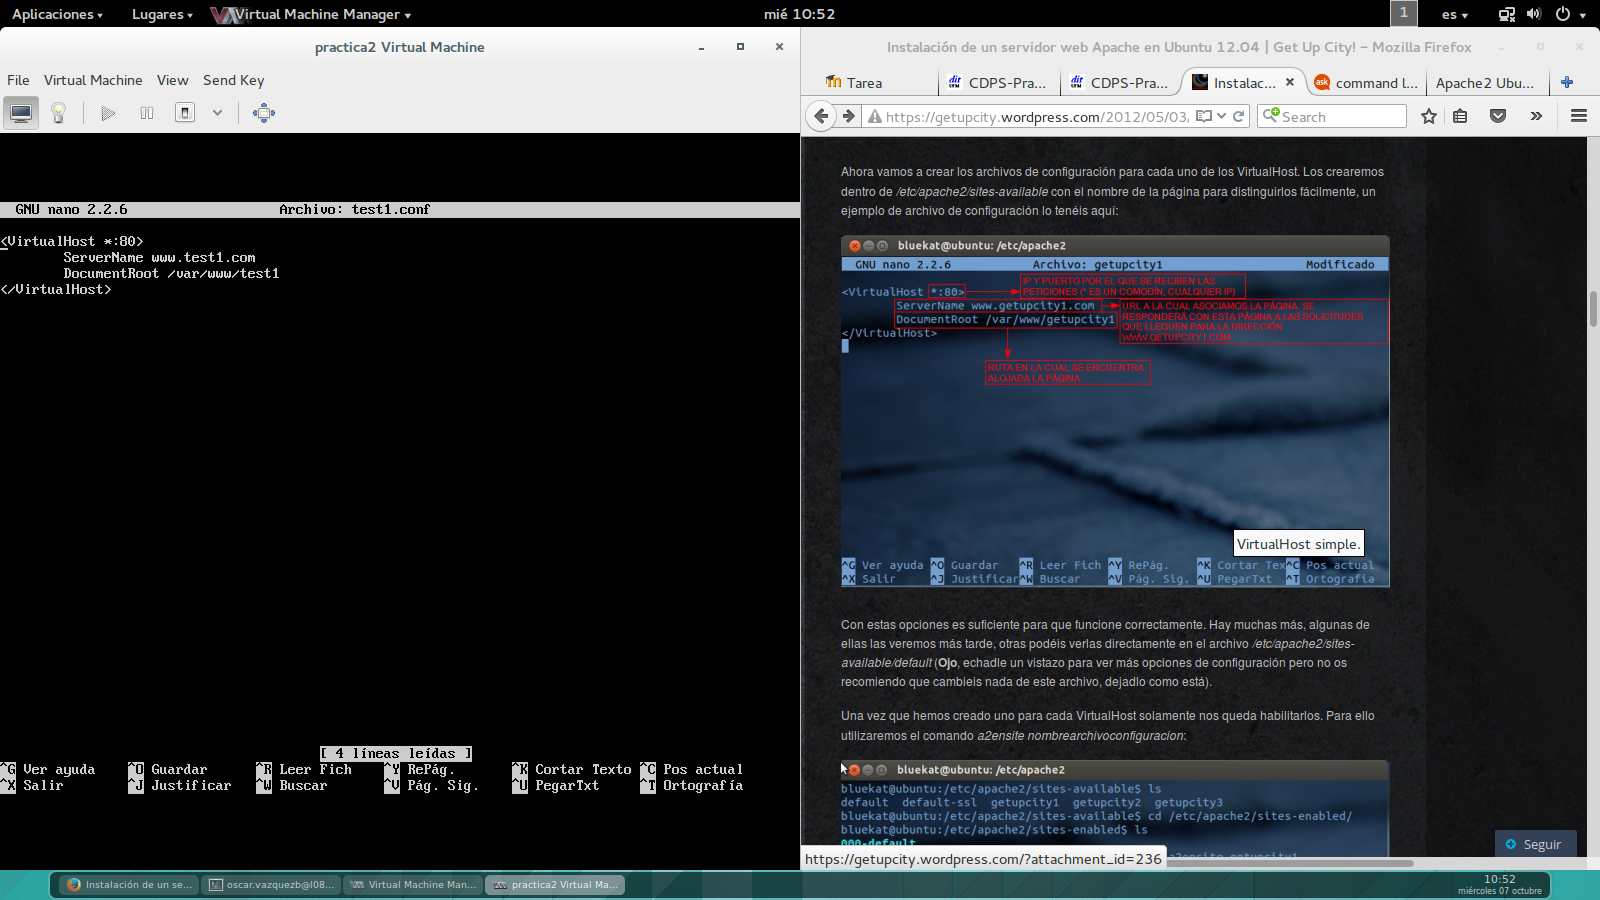 Aplicaciones
Lugares
Virtual Machine Manager
mié 10:52
1
es
practica2 Virtual Machine
File Virtual Machine View Send Key
GNU nano 2.2.6 Archivo: test1.conf
<VirtualHost *:80>
ServerName www.test1.com
DocumentRoot /var/www/test1
</VirtualHost>
[ 4 líneas leídas ]
^G Ver ayuda ^O Guardar ^R Leer Fich ^Y RePág. ^K Cortar Texto ^C Pos actual
^X Salir ^J Justificar ^W Buscar ^V Pág. Sig. ^U PegarTxt ^T Ortografía
Instalación de un servidor web Apache en Ubuntu 12.04 | Get Up City! - Mozilla Firefox
Tarea
dit UPM CDPS-Pra...
dit UPM CDPS-Pra...
Instalac...
ask command l...
Apache2 Ubu...
https://getupcity.wordpress.com/2012/05/03/
Search
Ahora vamos a crear los archivos de configuración para cada uno de los VirtualHost. Los crearemos
dentro de /etc/apache2/sites-available con el nombre de la página para distinguirlos fácilmente, un
ejemplo de archivo de configuración lo tenéis aquí:
bluekat@ubuntu: /etc/apache2
GNU nano 2.2.6 Archivo: getupcity1 Modificado
IP Y PUERTO POR EL QUE SE RECIBEN LAS
PETICIONES (* ES UN COMODÍN, CUALQUIER IP)
<VirtualHost *:80>
ServerName www.getupcity1.com
DocumentRoot /var/www/getupcity1
</VirtualHost>
URL A LA CUAL ASOCIAMOS LA PÁGINA. SE
RESPONDERÁ CON ESTA PÁGINA A LAS SOLICITUDES
QUE LLEGUEN PARA LA DIRECCIÓN
WWW.GETUPCITY1.COM
RUTA EN LA CUAL SE ENCUENTRA
ALOJADA LA PÁGINA
VirtualHost simple.
^G Ver ayuda ^O Guardar ^R Leer Fich ^Y RePág. ^K Cortar Tex ^C Pos actual
^X Salir ^J Justificar ^W Buscar ^V Pág. Sig. ^U PegarTxt ^T Ortografía
Con estas opciones es suficiente para que funcione correctamente. Hay muchas más, algunas de
ellas las veremos más tarde, otras podéis verlas directamente en el archivo /etc/apache2/sites-
available/default (Ojo, echadle un vistazo para ver más opciones de configuración pero no os
recomiendo que cambieis nada de este archivo, dejadlo como está).
Una vez que hemos creado uno para cada VirtualHost solamente nos queda habilitarlos. Para ello
utilizaremos el comando a2ensite nombrearchivoconfiguracion:
bluekat@ubuntu: /etc/apache2
bluekat@ubuntu:/etc/apache2/sites-available$ ls
default default-ssl getupcity1 getupcity2 getupcity3
bluekat@ubuntu:/etc/apache2/sites-available$ cd /etc/apache2/sites-enabled/
bluekat@ubuntu:/etc/apache2/sites-enabled$ ls
000-default
Seguir
https://getupcity.wordpress.com/?attachment_id=236
Instalación de un se...
oscar.vazquezb@l08...
Virtual Machine Man...
practica2 Virtual Ma...
10:52
miércoles 07 octubre